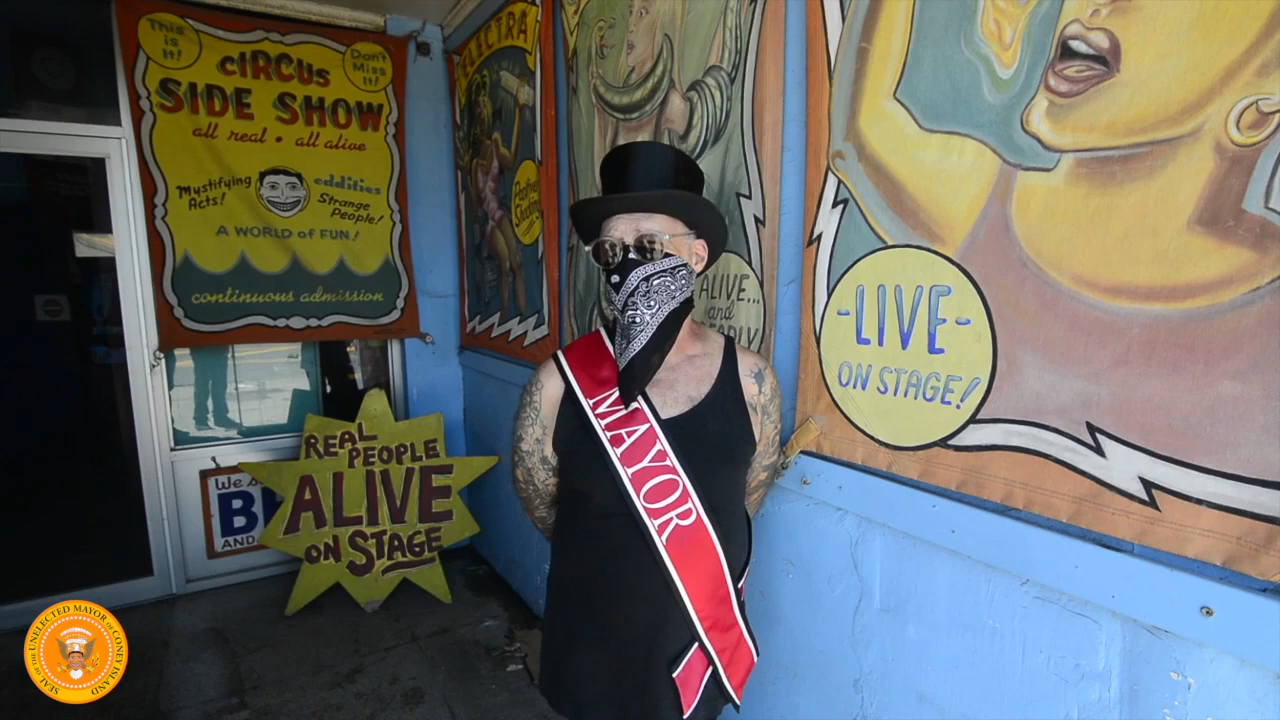 This is It!
Don't Miss It!
CIRCUS
SIDE SHOW
all real • all alive
Mystifying Acts!
oddities
Strange People!
A WORLD OF FUN!
continuous admission
ELECTRA
ALIVE...
and
DEADLY
-LIVE-
ON STAGE!
MAYOR
REAL
PEOPLE
ALIVE
ON STAGE
AND
SEAL OF THE UNELECTED MAYOR OF CONEY ISLAND